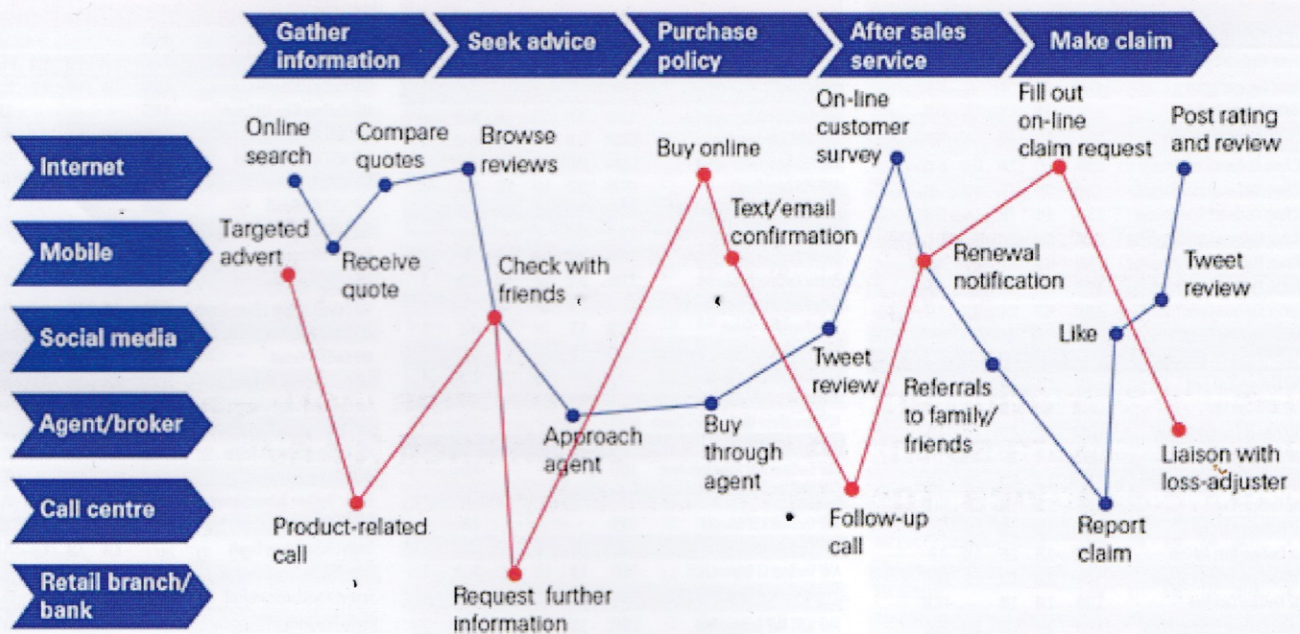 Gather
information
Seek advice
Purchase
policy
After sales
service
Make claim
Internet
Mobile
Social media
Agent/broker
Call centre
Retail branch/
bank
Online
search
Compare
quotes
Browse
reviews
Buy online
On-line
customer
survey
Fill out
on-line
claim request
Post rating
and review
Targeted
advert
Receive
quote
Text/email
confirmation
Renewal
notification
Tweet
review
Check with
friends
Tweet
review
Like
Approach
agent
Buy
through
agent
Referrals
to family/
friends
Liaison with
loss-adjuster
Product-related
call
Follow-up
call
Report
claim
Request further
information